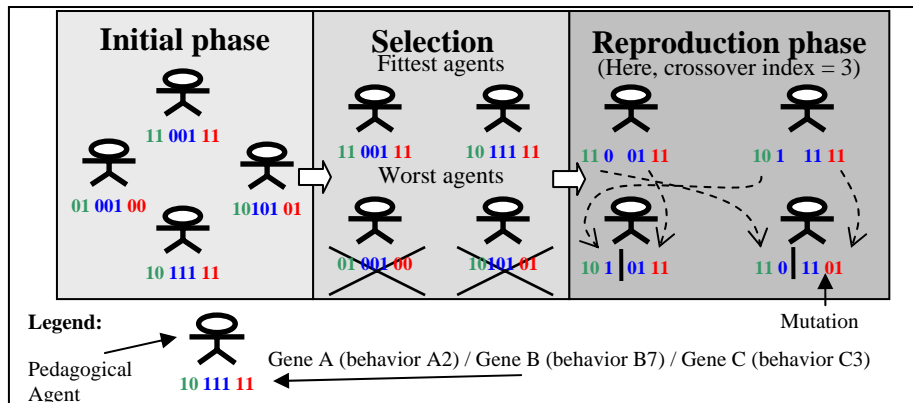 Initial phase
11 001 11
01 001 00
10101 01
10 111 11
Selection
Fittest agents
11 001 11
10 111 11
Worst agents
01 001 00
10101 01
Reproduction phase
(Here, crossover index = 3)
11 0 01 11
10 1 11 11
10 1 01 11
11 0 11 01
Mutation
Legend:
Pedagogical
Agent
10 111 11
Gene A (behavior A2) / Gene B (behavior B7) / Gene C (behavior C3)